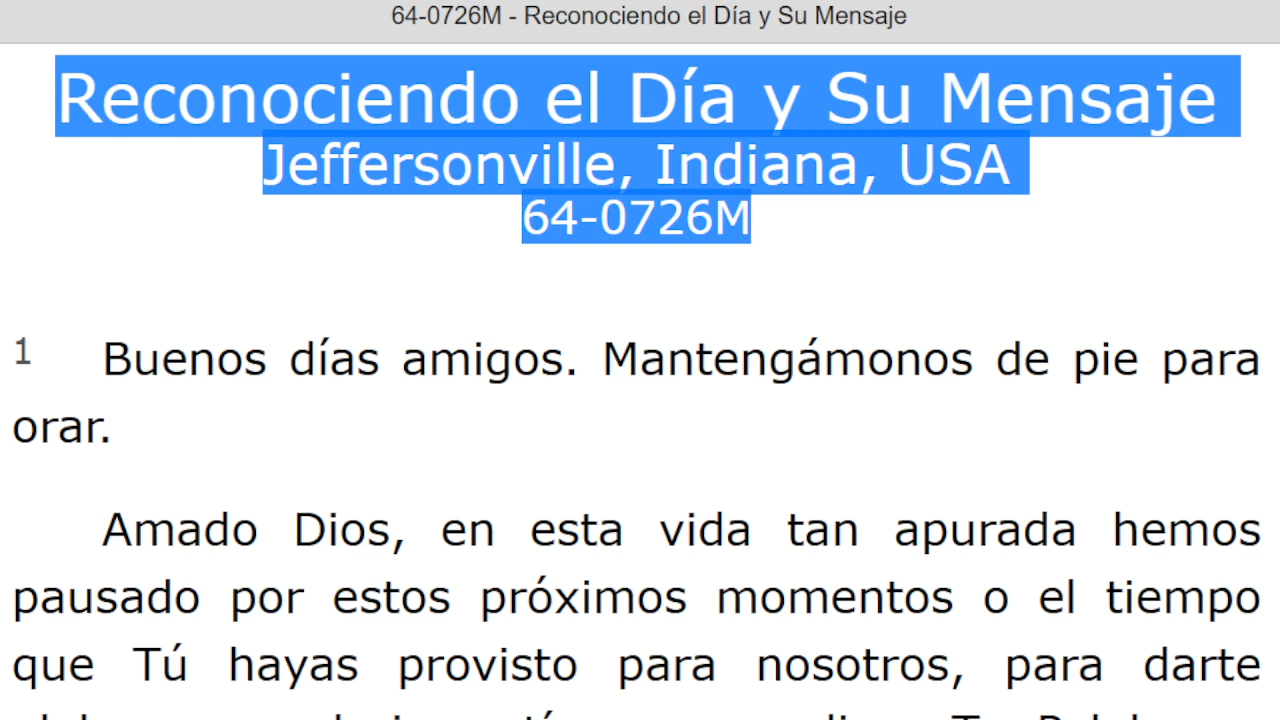 64-0726M - Reconociendo el Día y Su Mensaje
Reconociendo el Día y Su Mensaje
Jeffersonville, Indiana, USA
64-0726M
1 Buenos días amigos. Mantengámonos de pie para
orar.
Amado Dios, en esta vida tan apurada hemos
pausado por estos próximos momentos o el tiempo
que Tú hayas provisto para nosotros, para darte